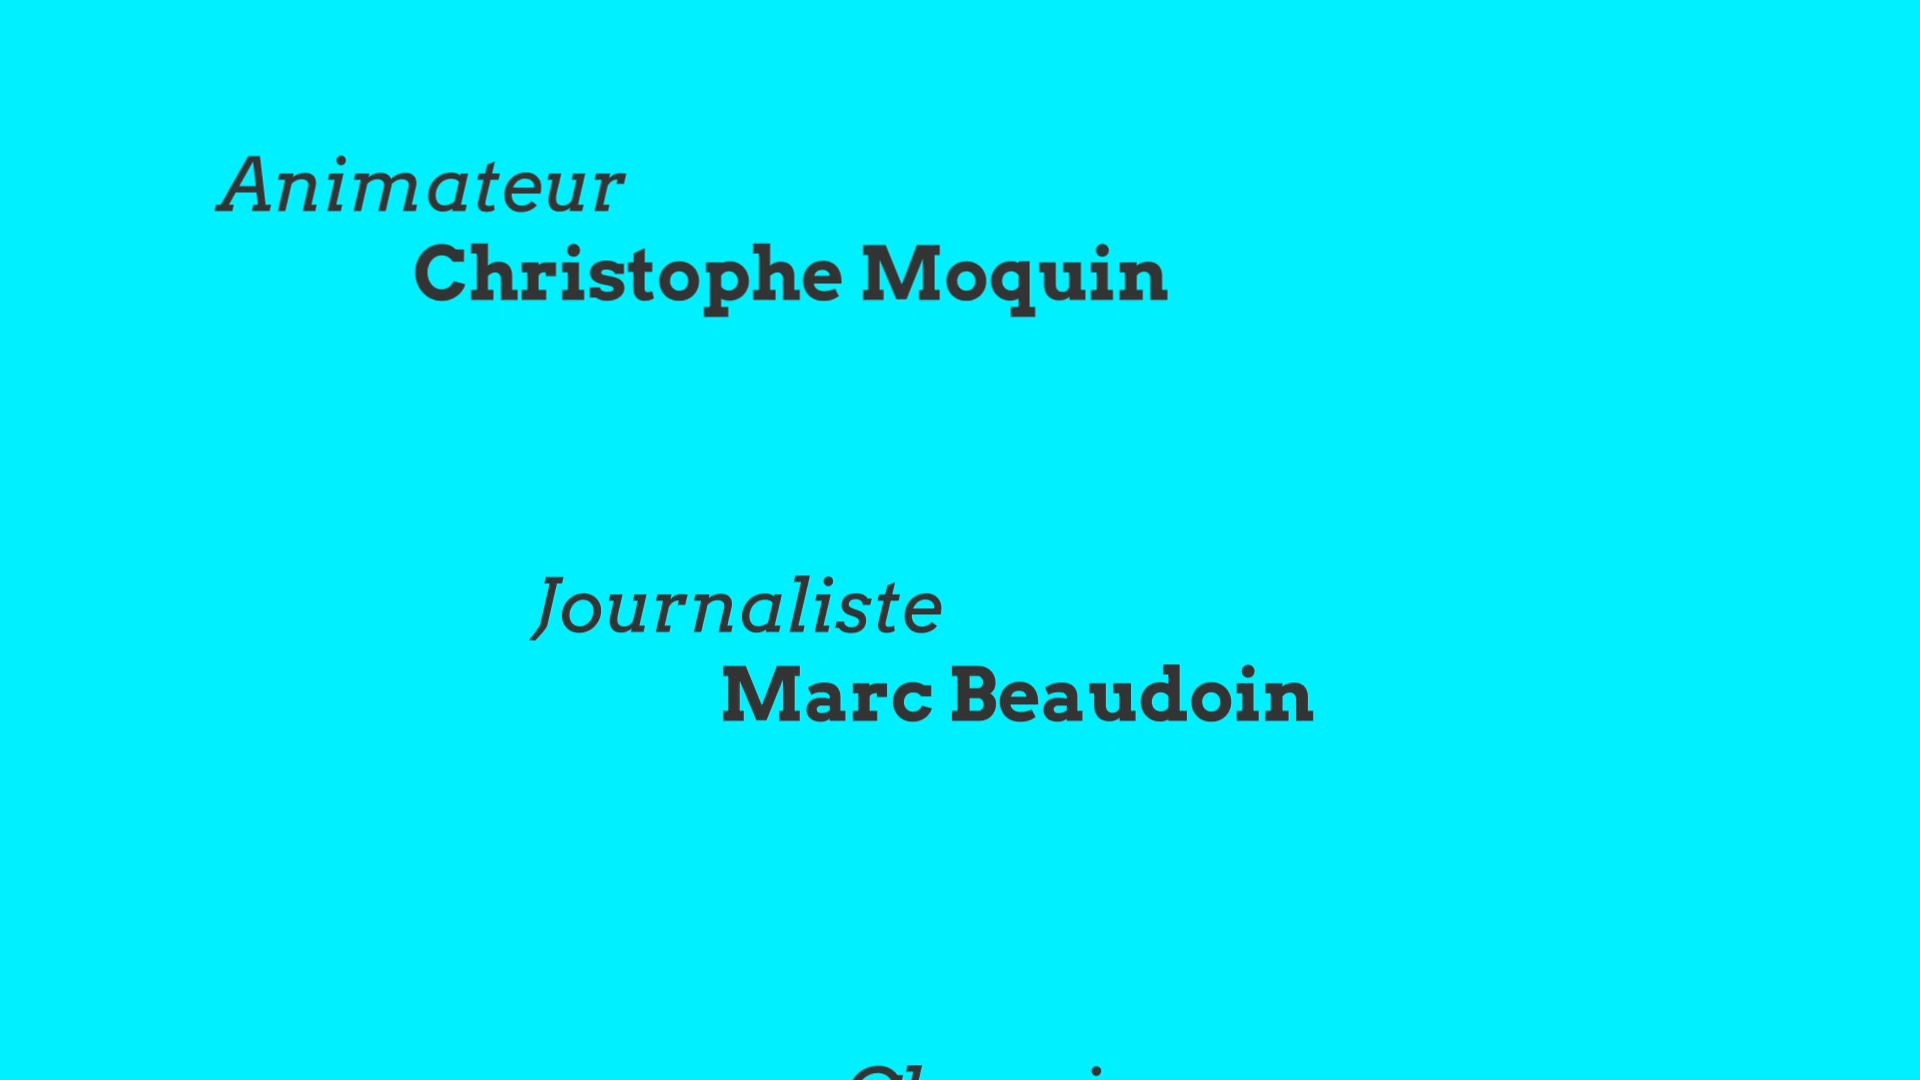 Animateur
Christophe Moquin
Journaliste
Marc Beaudoin